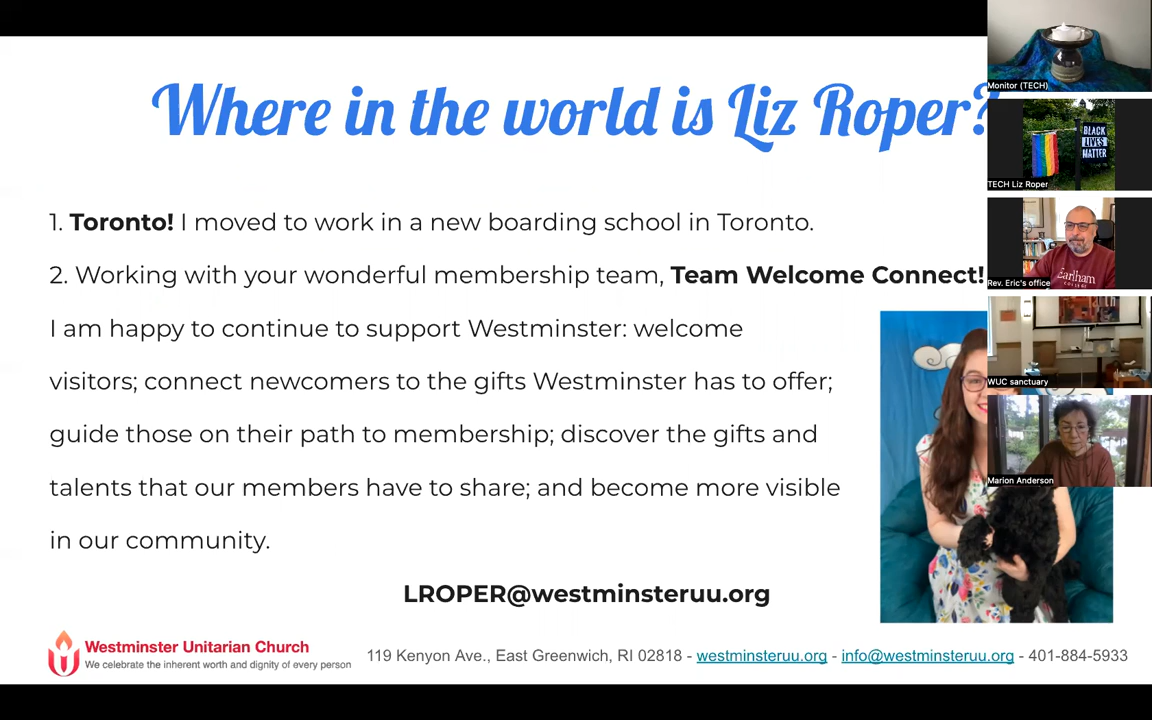 Where in the world is Liz Roper?
1. Toronto! I moved to work in a new boarding school in Toronto.
2. Working with your wonderful membership team, Team Welcome Connect!
I am happy to continue to support Westminster: welcome
visitors; connect newcomers to the gifts Westminster has to offer;
guide those on their path to membership; discover the gifts and
talents that our members have to share; and become more visible
in our community.
LROPER@westminsteruu.org
Westminster Unitarian Church
We celebrate the inherent worth and dignity of every person
119 Kenyon Ave., East Greenwich, RI 02818 - westminsteruu.org - info@westminsteruu.org - 401-884-5933
Monitor (TECH)
BLACK
LIVES
MATTER
TECH Liz Roper
Earlham
COLLEGE
Rev. Eric's office
WUC sanctuary
Marion Anderson